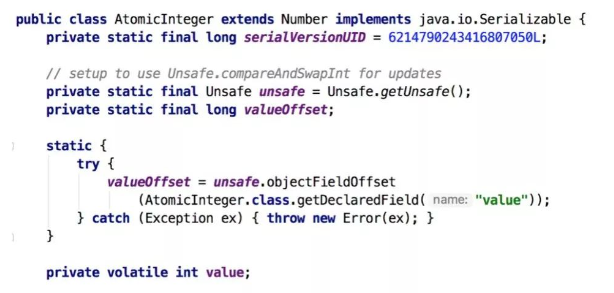 public class AtomicInteger extends Number implements java.io.Serializable {
    private static final long serialVersionUID = 6214790243416807050L;

    // setup to use Unsafe.compareAndSwapInt for updates
    private static final Unsafe unsafe = Unsafe.getUnsafe();
    private static final long valueOffset;

    static {
        try {
            valueOffset = unsafe.objectFieldOffset
                (AtomicInteger.class.getDeclaredField( name: "value"));
        } catch (Exception ex) { throw new Error(ex); }
    }

    private volatile int value;